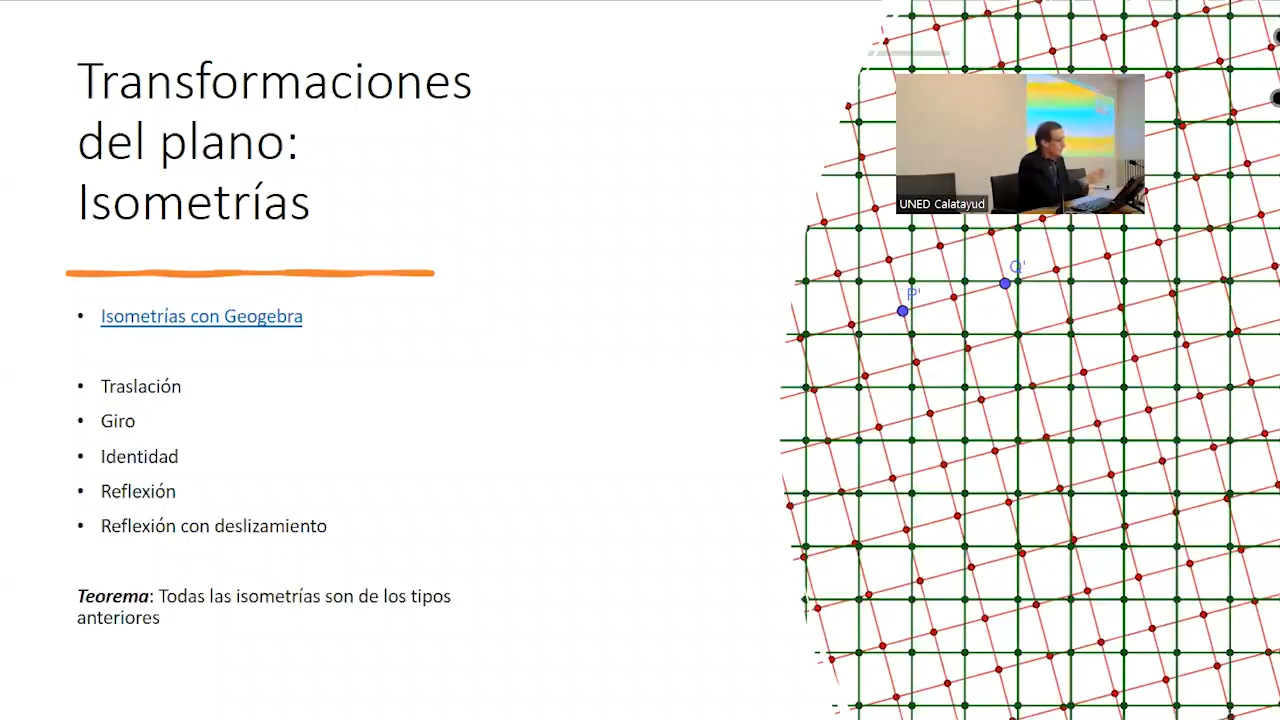 Transformaciones
del plano:
Isometrías
• Isometrías con Geogebra
• Traslación
• Giro
• Identidad
• Reflexión
• Reflexión con deslizamiento
Teorema: Todas las isometrías son de los tipos
anteriores
UNED Calatayud
Q'
P'